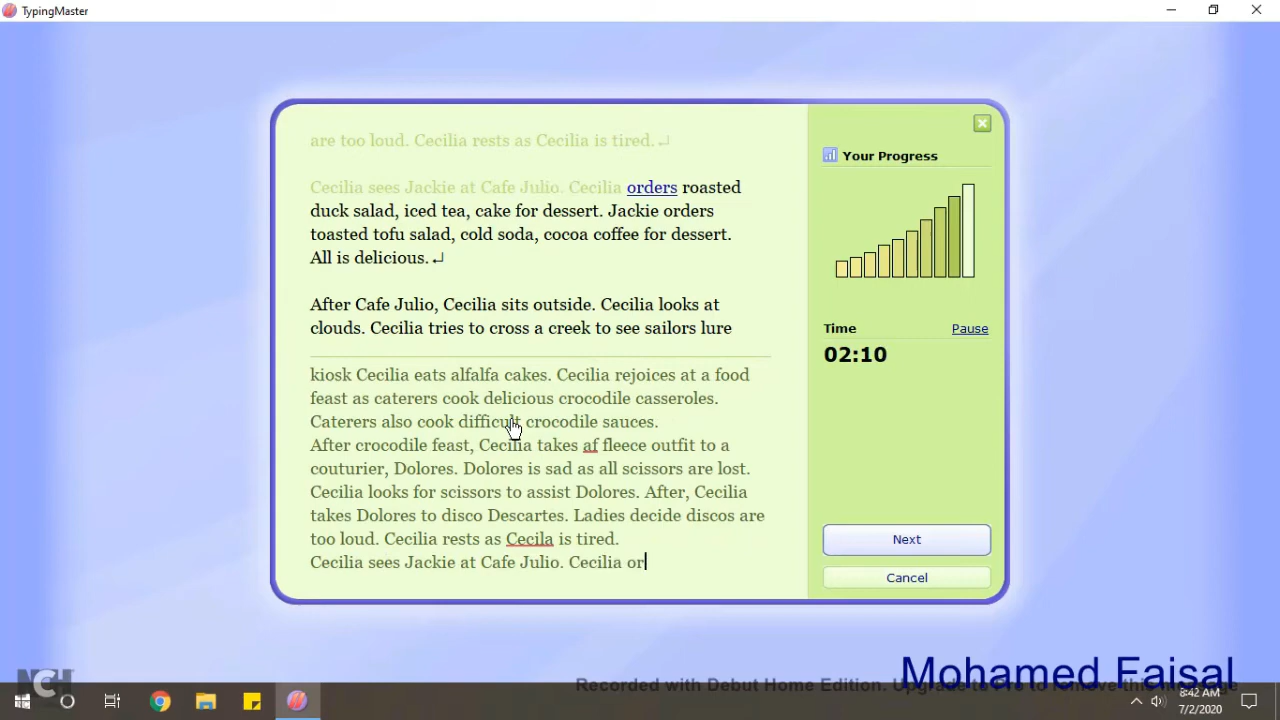 TypingMaster
are too loud. Cecilia rests as Cecilia is tired.↵
Cecilia sees Jackie at Cafe Julio. Cecilia orders roasted
duck salad, iced tea, cake for dessert. Jackie orders
toasted tofu salad, cold soda, cocoa coffee for dessert.
All is delicious.↵
After Cafe Julio, Cecilia sits outside. Cecilia looks at
clouds. Cecilia tries to cross a creek to see sailors lure
kiosk Cecilia eats alfalfa cakes. Cecilia rejoices at a food
feast as caterers cook delicious crocodile casseroles.
Caterers also cook difficult crocodile sauces.
After crocodile feast, Cecilia takes af fleece outfit to a
couturier, Dolores. Dolores is sad as all scissors are lost.
Cecilia looks for scissors to assist Dolores. After, Cecilia
takes Dolores to disco Descartes. Ladies decide discos are
too loud. Cecilia rests as Cecila is tired.
Cecilia sees Jackie at Cafe Julio. Cecilia or
Your Progress
Time Pause
02:10
Next
Cancel
Mohamed Faisal
NCH
Recorded with Debut Home Edition. Upgrade to Pro to remove this message
8:42 AM
7/2/2020